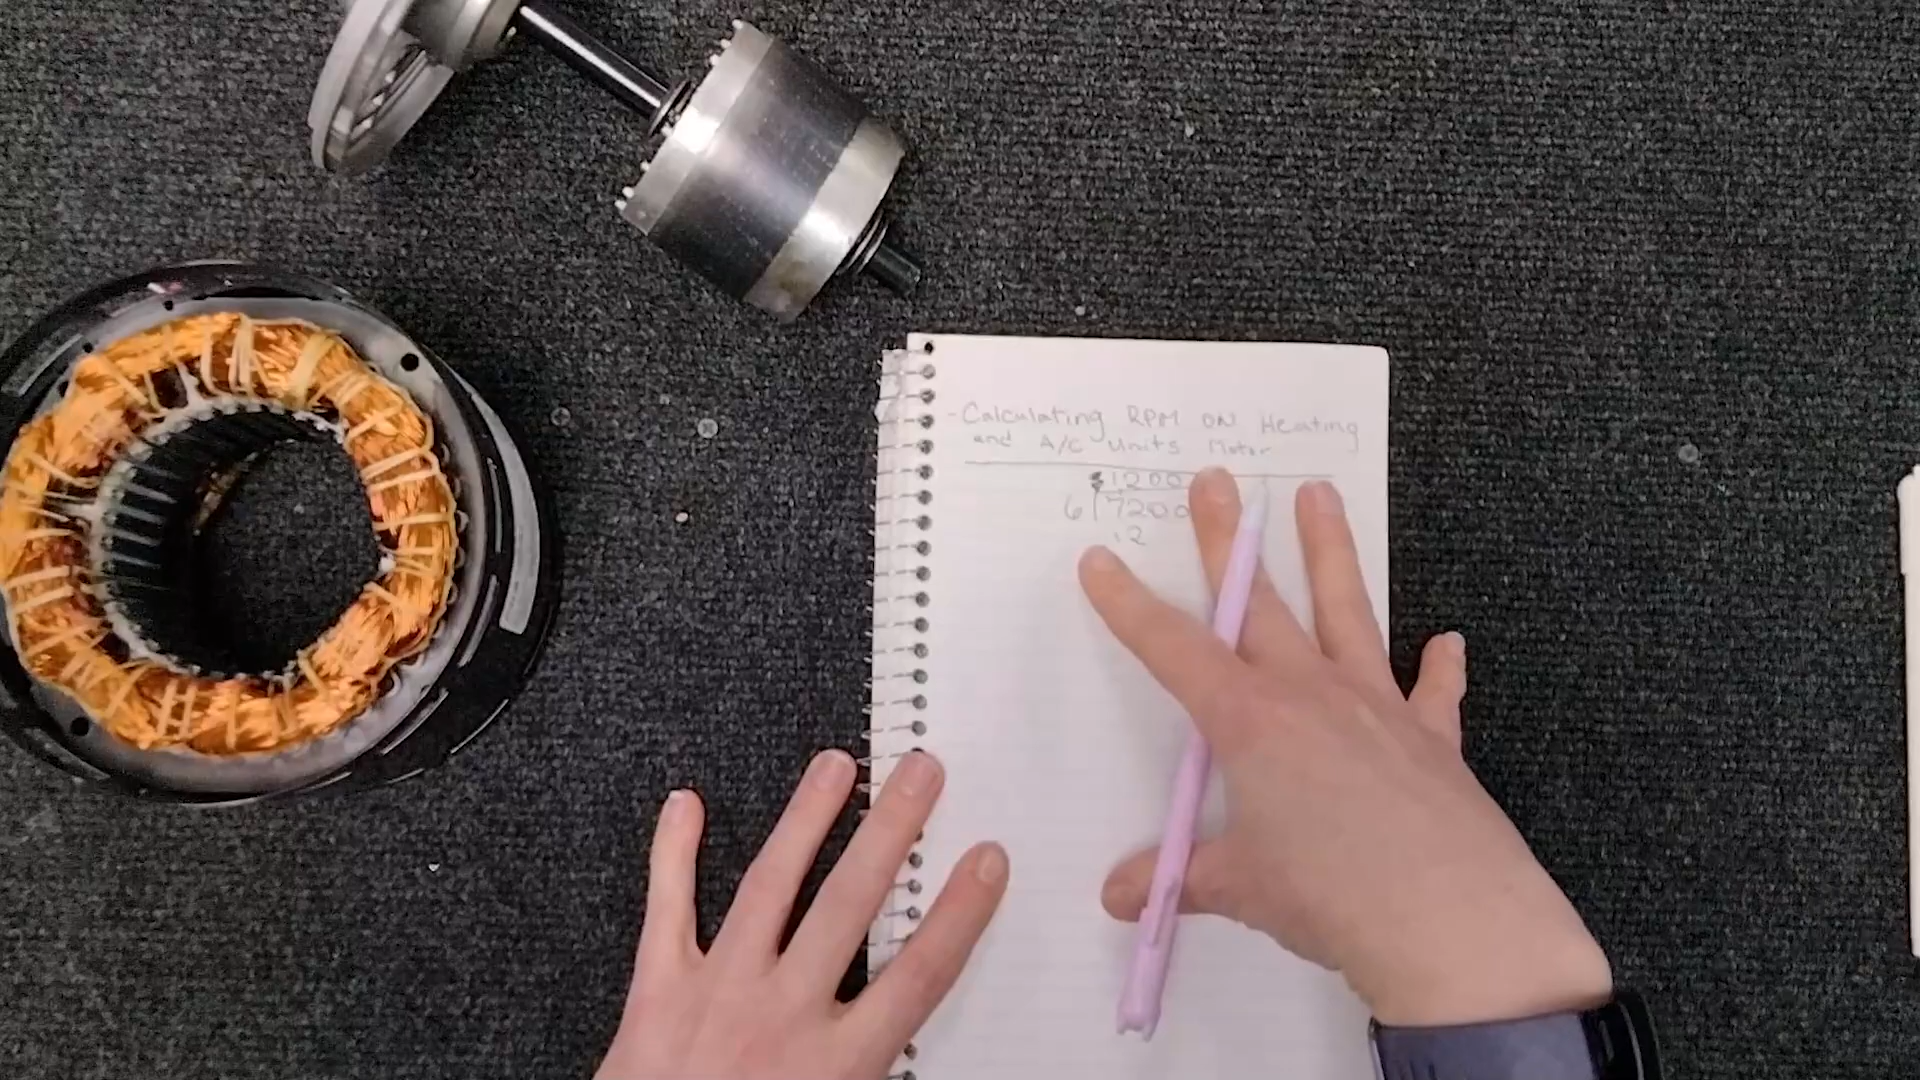 - Calculating RPM ON Heating
and A/C Units Motor
1200
6 7200
12